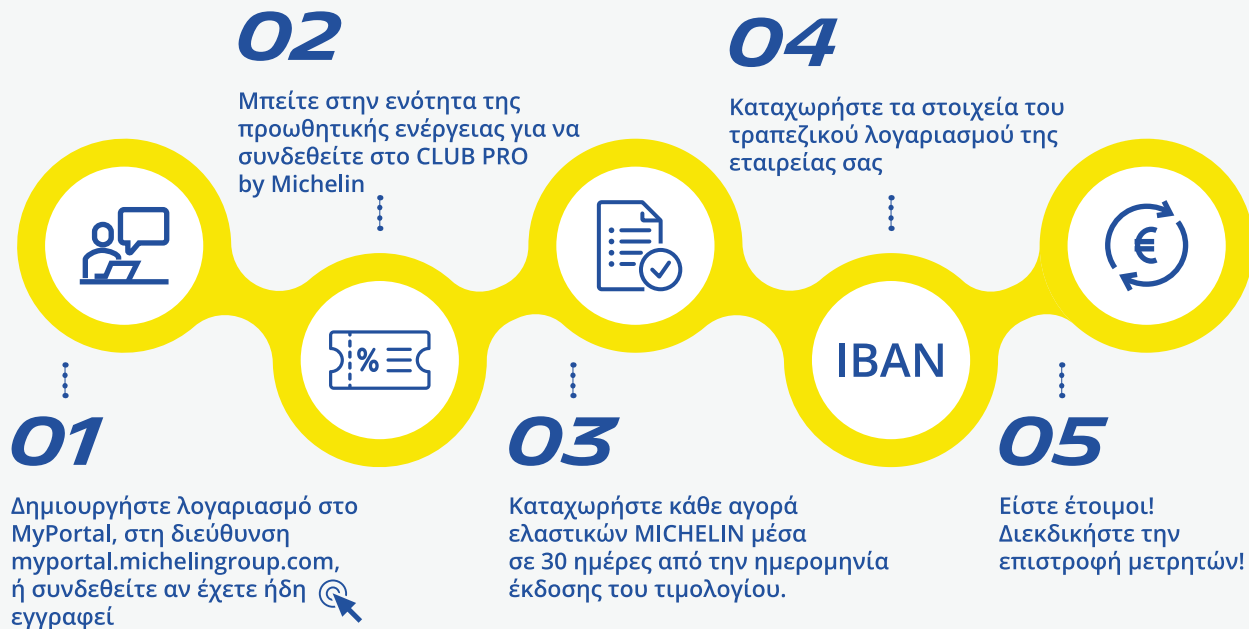 01
Δημιουργήστε λογαριασμό στο
MyPortal, στη διεύθυνση
myportal.michelingroup.com,
ή συνδεθείτε αν έχετε ήδη
εγγραφεί
02
Μπείτε στην ενότητα της
προωθητικής ενέργειας για να
συνδεθείτε στο CLUB PRO
by Michelin
%
03
Καταχωρήστε κάθε αγορά
ελαστικών MICHELIN μέσα
σε 30 ημέρες από την ημερομηνία
έκδοσης του τιμολογίου.
04
Καταχωρήστε τα στοιχεία του
τραπεζικού λογαριασμού της
εταιρείας σας
IBAN
€
05
Είστε έτοιμοι!
Διεκδικήστε την
επιστροφή μετρητών!